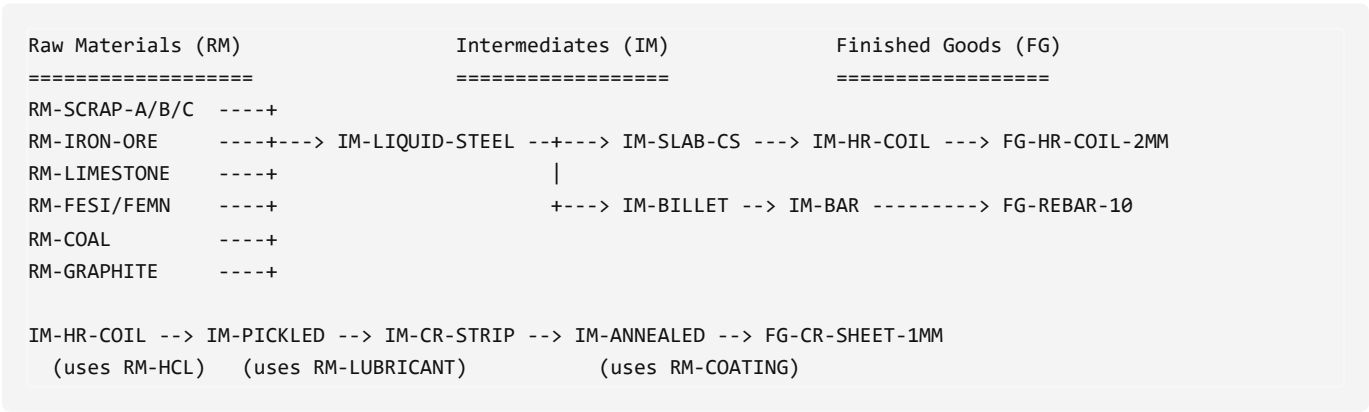 Raw Materials (RM)                  Intermediates (IM)              Finished Goods (FG)
===================                 ==================              ==================
RM-SCRAP-A/B/C  ----+
RM-IRON-ORE     ----+---> IM-LIQUID-STEEL --+---> IM-SLAB-CS ---> IM-HR-COIL ---> FG-HR-COIL-2MM
RM-LIMESTONE    ----+                       |
RM-FESI/FEMN    ----+                       +---> IM-BILLET --> IM-BAR ---------> FG-REBAR-10
RM-COAL         ----+
RM-GRAPHITE     ----+
IM-HR-COIL --> IM-PICKLED --> IM-CR-STRIP --> IM-ANNEALED --> FG-CR-SHEET-1MM
  (uses RM-HCL)   (uses RM-LUBRICANT)           (uses RM-COATING)